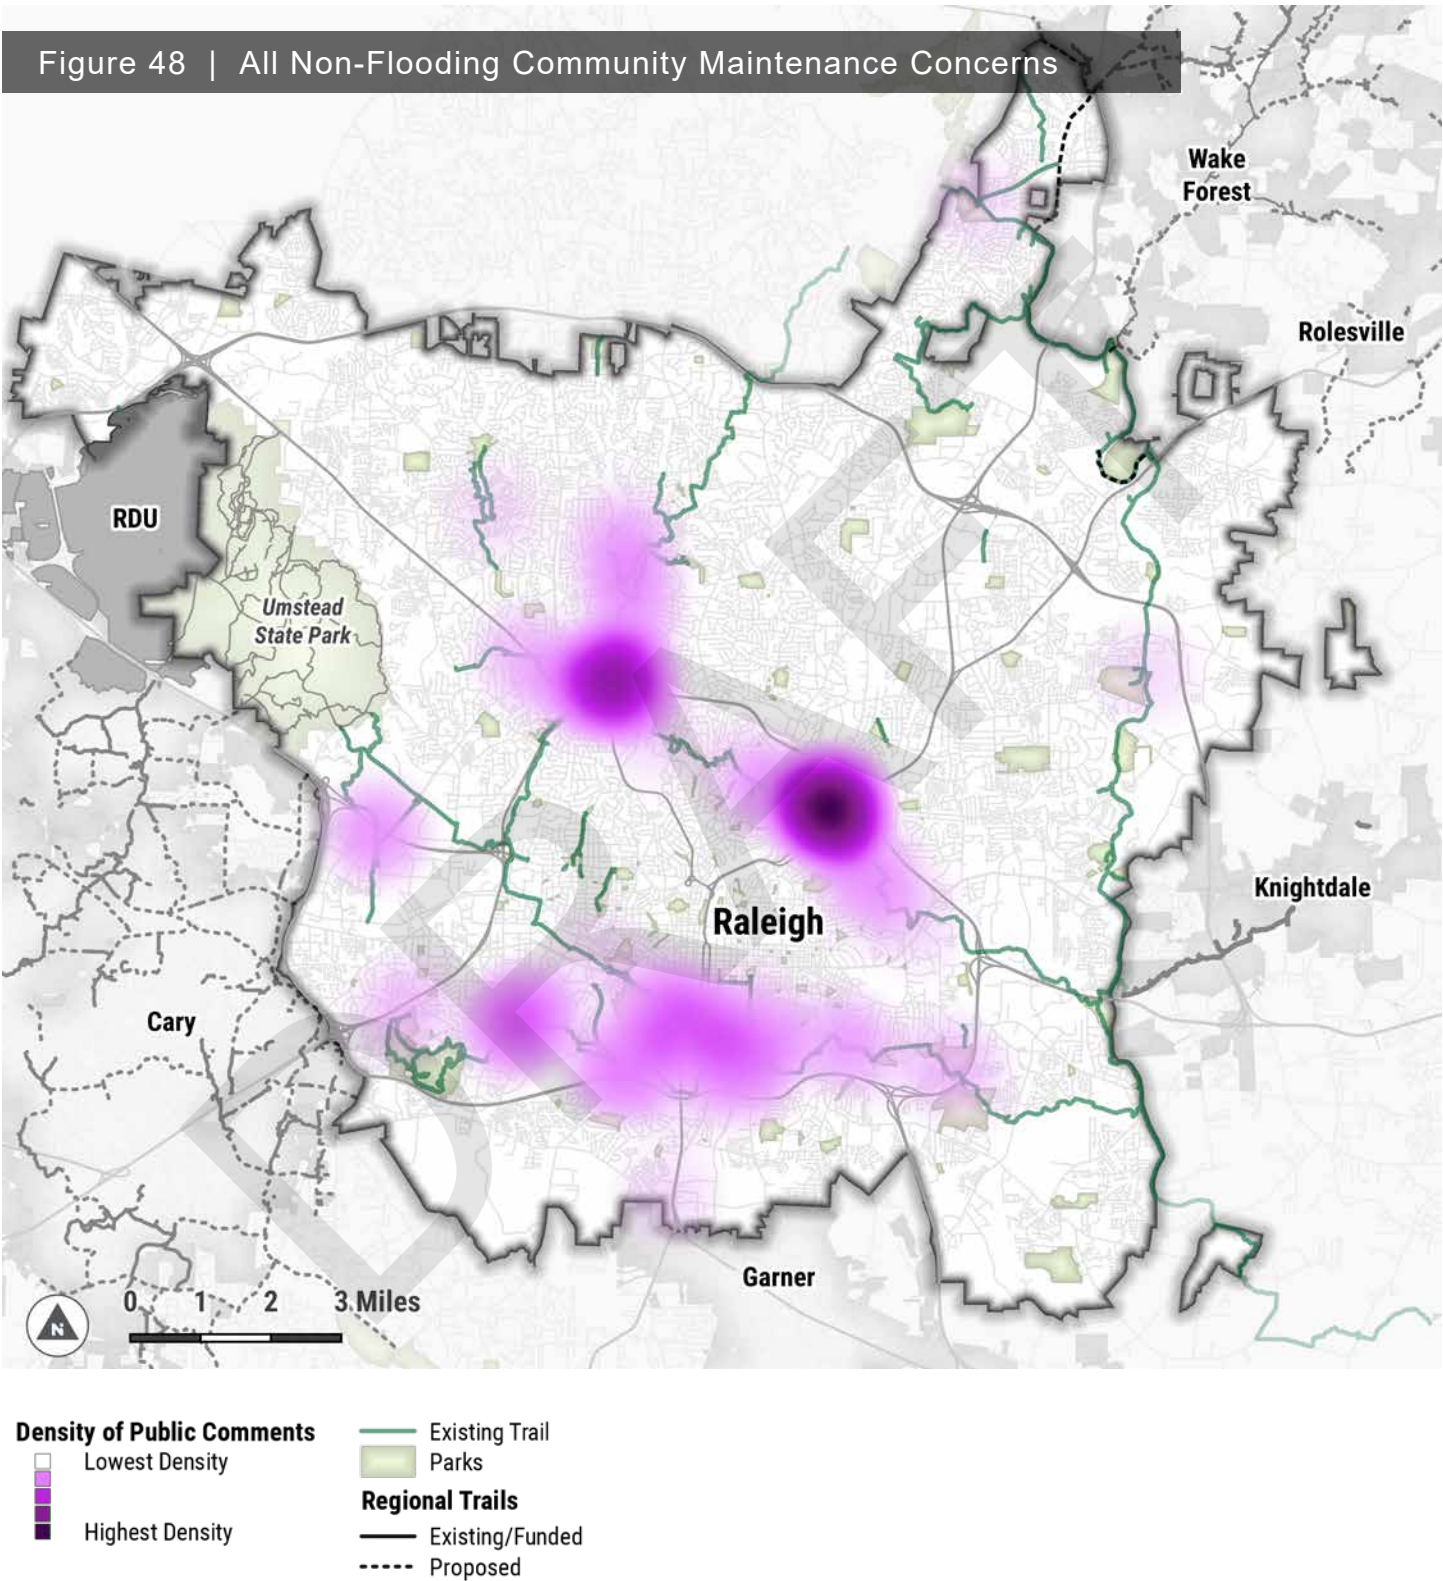 Figure 48 | All Non-Flooding Community Maintenance Concerns
Wake
Forest
Rolesville
RDU
Umstead
State Park
Knightdale
Raleigh
Cary
Garner
DRAFT
0 1 2 3 Miles
N
Density of Public Comments
Lowest Density
Highest Density
Existing Trail
Parks
Regional Trails
Existing/Funded
Proposed